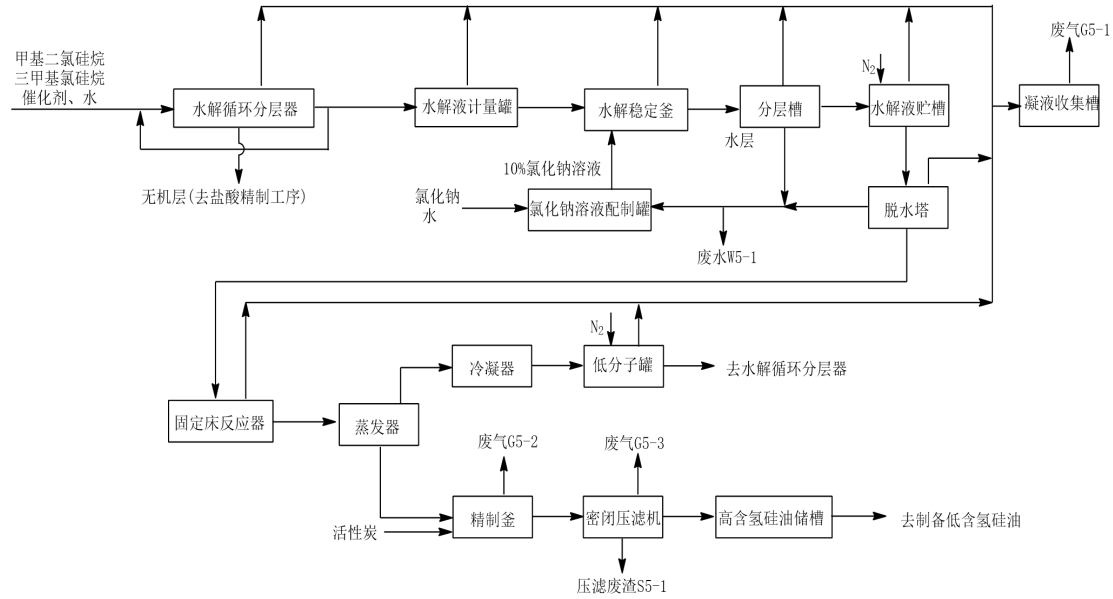 废气G5-1
甲基二氯硅烷
三甲基氯硅烷
催化剂、水
水解循环分层器
水解液计量罐
水解稳定釜
分层槽
N2
水解液贮槽
凝液收集槽
水层
10%氯化钠溶液
无机层(去盐酸精制工序)
氯化钠
水
氯化钠溶液配制罐
脱水塔
废水W5-1
N2
冷凝器
低分子罐
去水解循环分层器
固定床反应器
蒸发器
废气G5-2
废气G5-3
精制釜
密闭压滤机
高含氢硅油储槽
去制备低含氢硅油
活性炭
压滤废渣S5-1